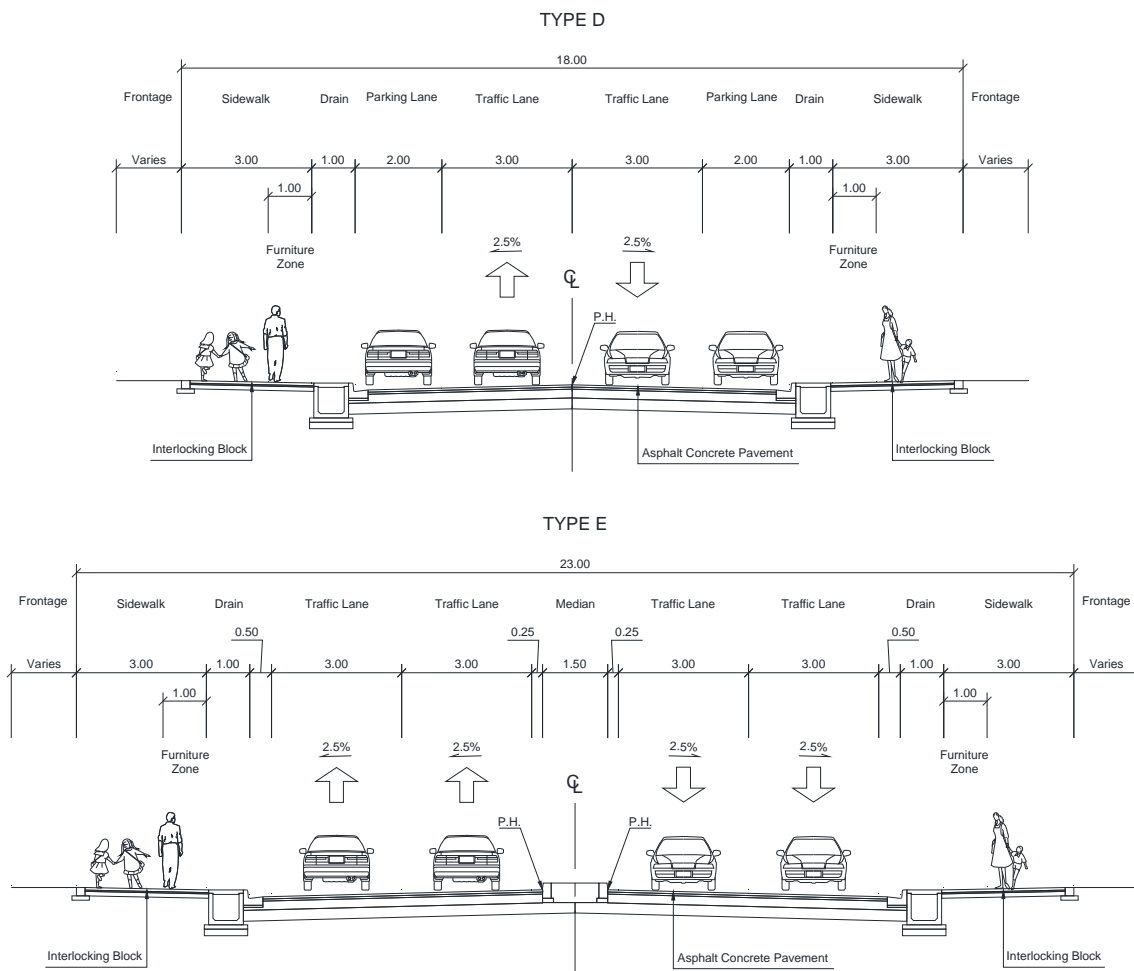 TYPE D
18.00
Frontage Sidewalk Drain Parking Lane Traffic Lane Traffic Lane Parking Lane Drain Sidewalk Frontage
Varies 3.00 1.00 2.00 3.00 3.00 2.00 1.00 3.00 Varies
1.00 1.00
Furniture
Zone
2.5% 2.5%
Furniture
Zone
℄
P.H.
Interlocking Block
Asphalt Concrete Pavement
Interlocking Block
TYPE E
23.00
Frontage Sidewalk Drain Traffic Lane Traffic Lane Median Traffic Lane Traffic Lane Drain Sidewalk Frontage
0.50 0.25 0.25 0.50
Varies 3.00 1.00 3.00 3.00 1.50 3.00 3.00 1.00 3.00 Varies
1.00 1.00
Furniture
Zone
2.5% 2.5% 2.5% 2.5%
Furniture
Zone
℄
P.H. P.H.
Interlocking Block
Asphalt Concrete Pavement
Interlocking Block